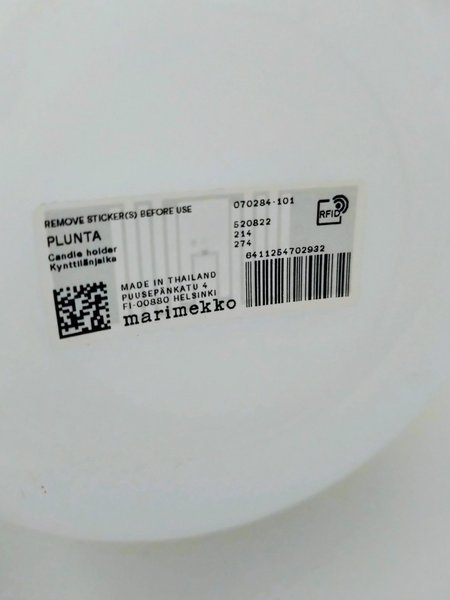 REMOVE STICKER(S) BEFORE USE
PLUNTA
Candle holder
Kynttilänjalka
MADE IN THAILAND
PUUSEPÄNKATU 4
FI-00880 HELSINKI
marimekko
070284-101
520822
214
274
6411254702932
RFID